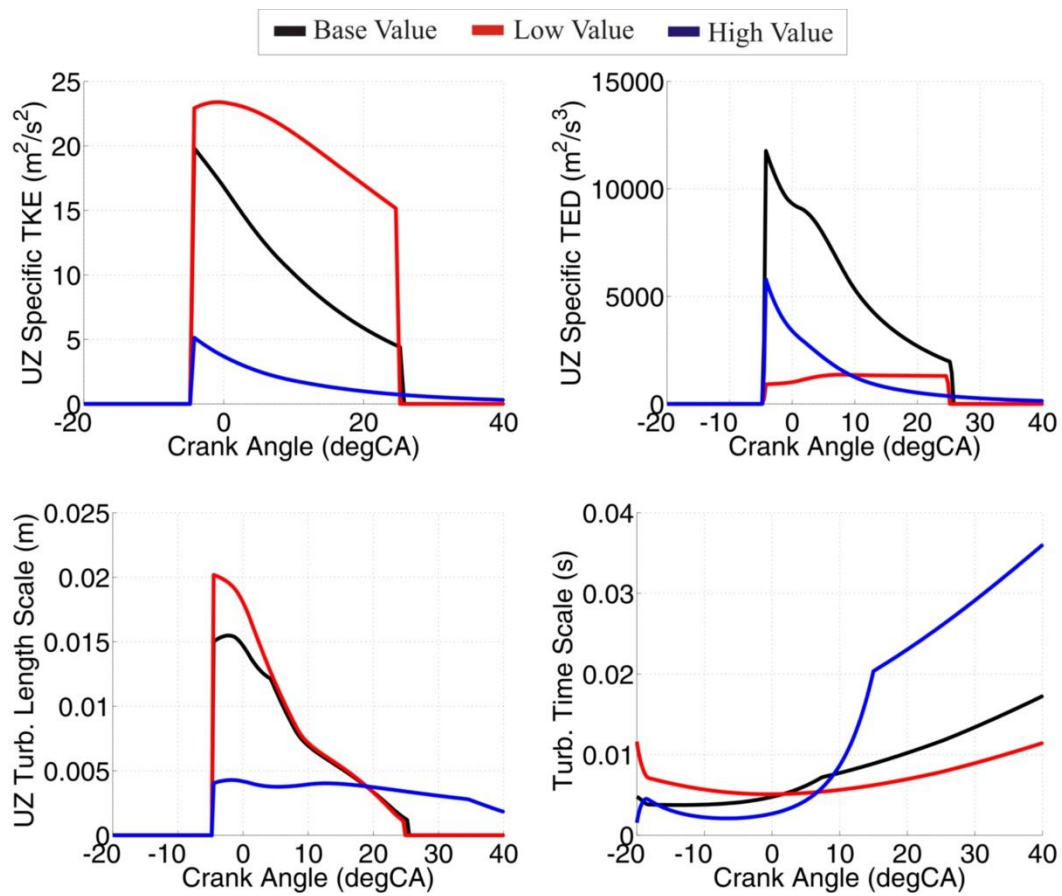 Base Value Low Value High Value
UZ Specific TKE (m²/s²)
25
20
15
10
5
0
-20 0 20 40
Crank Angle (degCA)
UZ Specific TED (m²/s³)
15000
10000
5000
0
-20 -10 0 10 20 30 40
Crank Angle (degCA)
UZ Turb. Length Scale (m)
0.025
0.02
0.015
0.01
0.005
0
-20 -10 0 10 20 30 40
Crank Angle (degCA)
Turb. Time Scale (s)
0.04
0.03
0.02
0.01
0
-20 -10 0 10 20 30 40
Crank Angle (degCA)